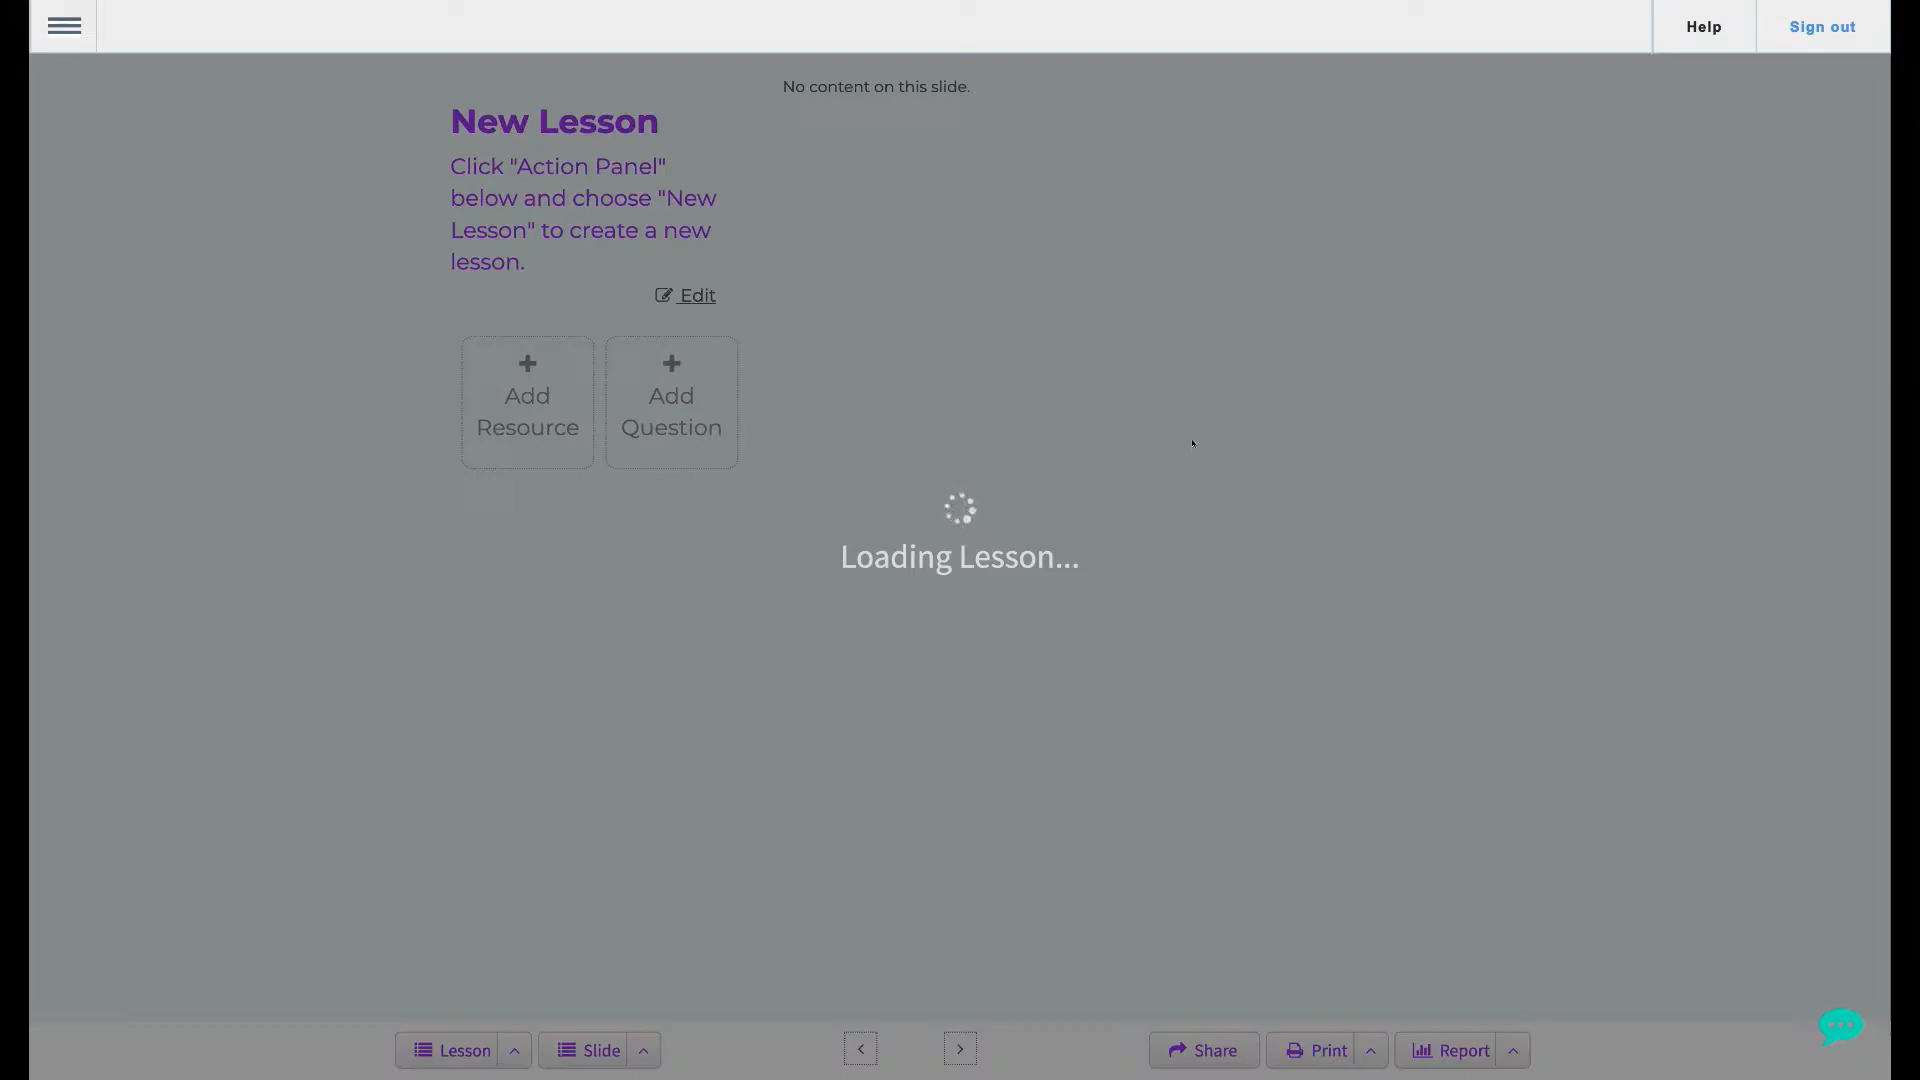 Help
Sign out
No content on this slide.
New Lesson
Click "Action Panel"
below and choose "New
Lesson" to create a new
lesson.
Edit
Add
Resource
Add
Question
Loading Lesson...
Lesson
Slide
Share
Print
Report